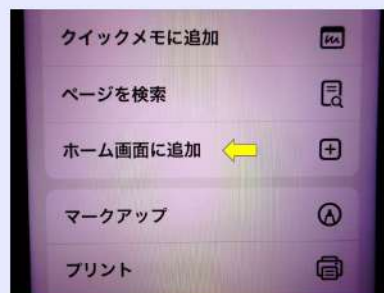 クイックメモに追加
ページを検索
ホーム画面に追加
マークアップ
プリント